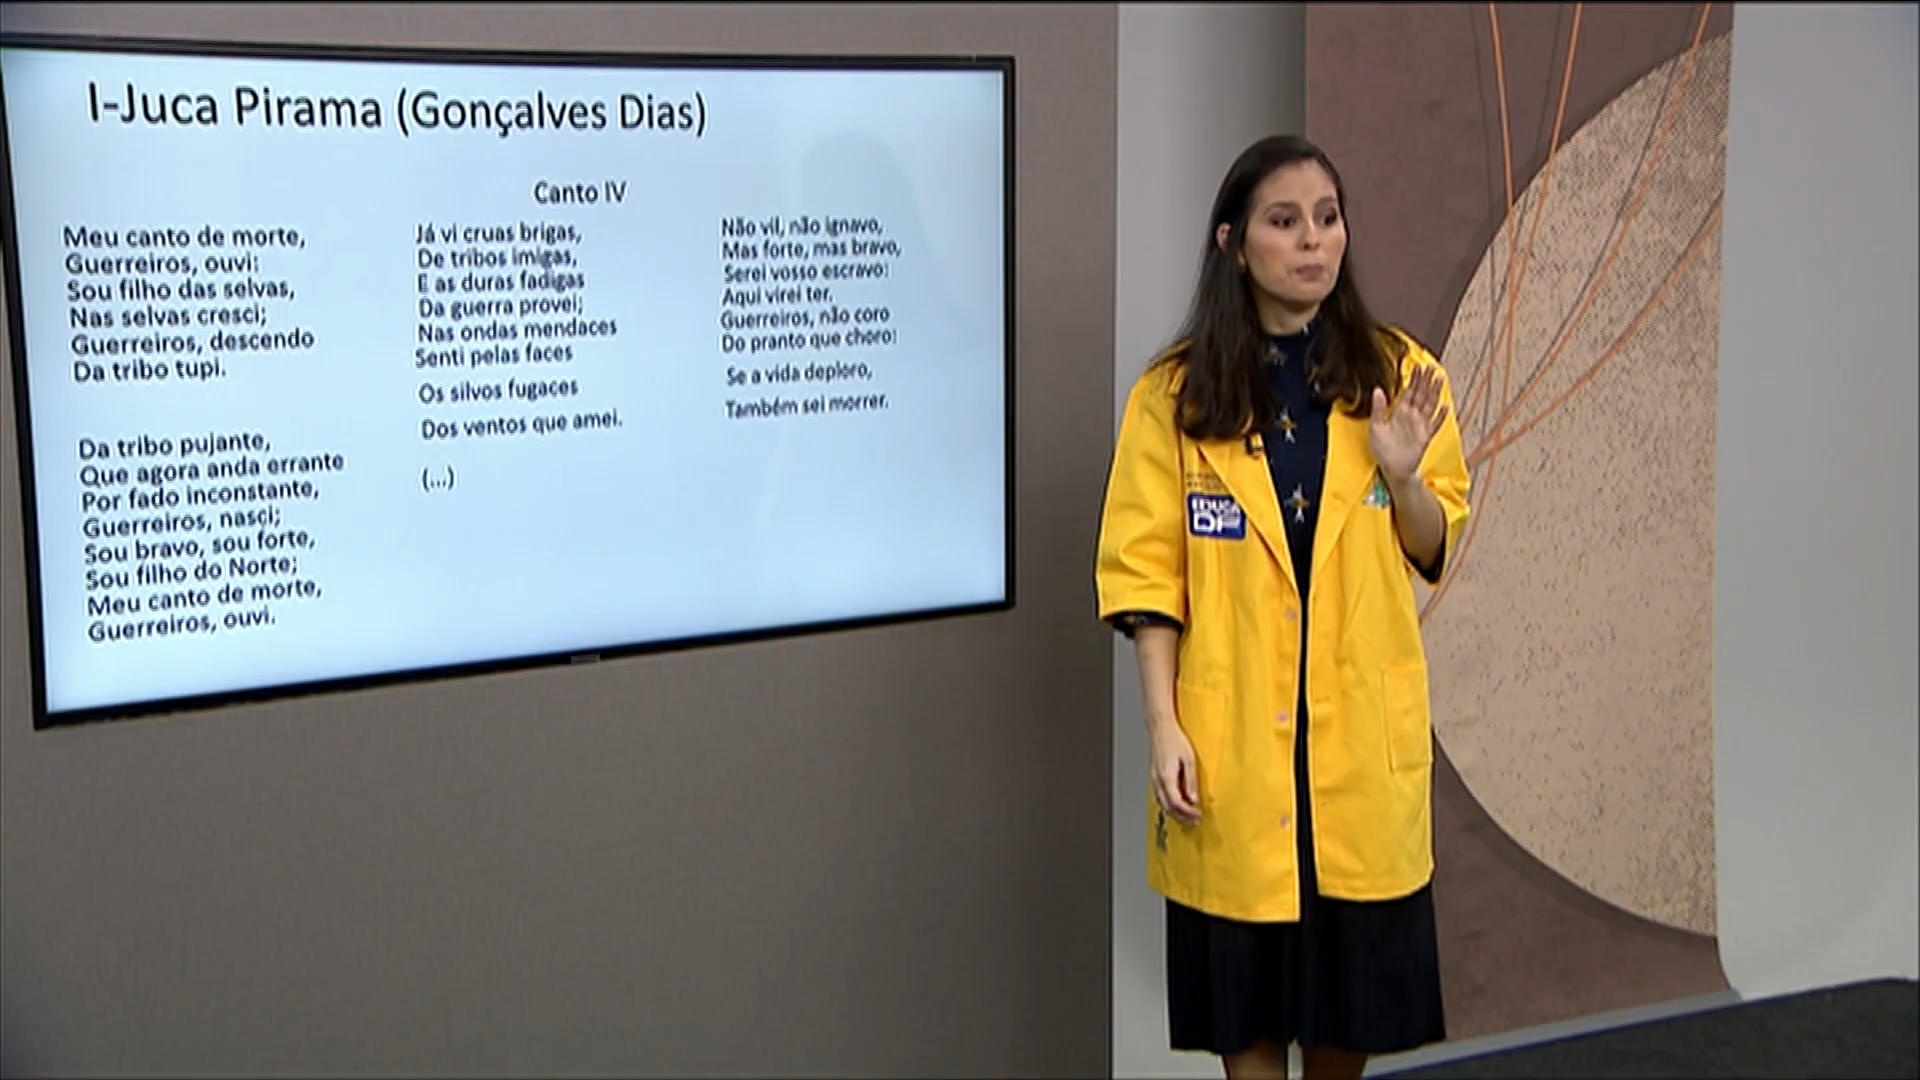 I-Juca Pirama (Gonçalves Dias)
Canto IV
Meu canto de morte,
Guerreiros, ouvi:
Sou filho das selvas,
Nas selvas cresci;
Guerreiros, descendo
Da tribo tupi.
Da tribo pujante,
Que agora anda errante
Por fado inconstante,
Guerreiros, nasci;
Sou bravo, sou forte,
Sou filho do Norte;
Meu canto de morte,
Guerreiros, ouvi.
Já vi cruas brigas,
De tribos imigas,
E as duras fadigas
Da guerra provei;
Nas ondas mendaces
Senti pelas faces
Os silvos fugaces
Dos ventos que amei.
(...)
Não vil, não ignavo,
Mas forte, mas bravo,
Serei vosso escravo:
Aqui virei ter.
Guerreiros, não coro
Do pranto que choro:
Se a vida deploro,
Também sei morrer.
EDUCA
DF